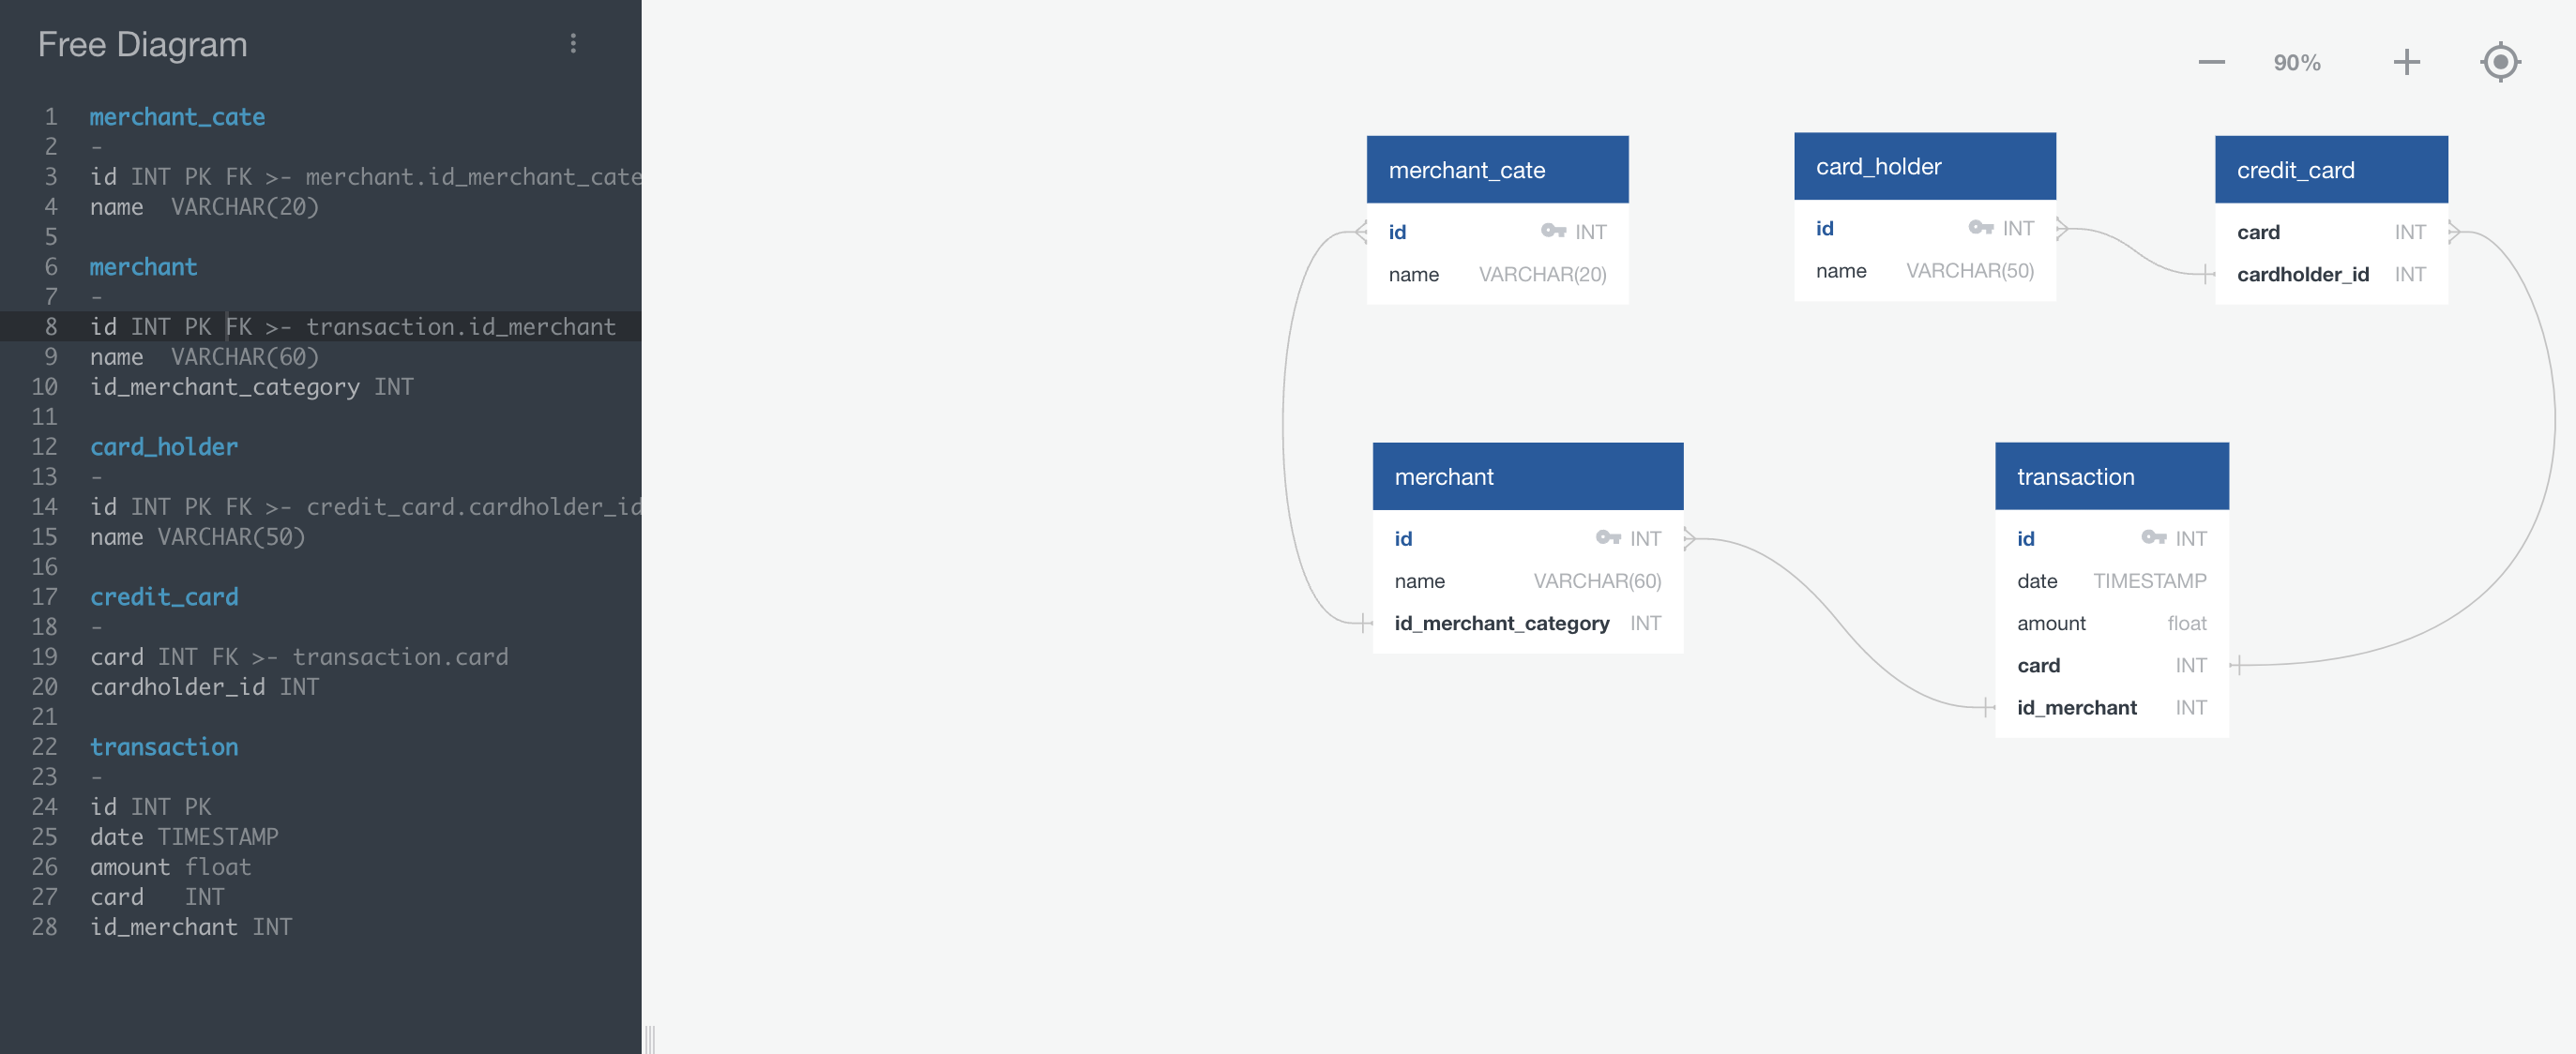 Free Diagram
1 merchant_cate
2 -
3 id INT PK FK >- merchant.id_merchant_cate
4 name  VARCHAR(20)
5
6 merchant
7 -
8 id INT PK FK >- transaction.id_merchant
9 name  VARCHAR(60)
10 id_merchant_category INT
11
12 card_holder
13 -
14 id INT PK FK >- credit_card.cardholder_id
15 name VARCHAR(50)
16
17 credit_card
18 -
19 card INT FK >- transaction.card
20 cardholder_id INT
21
22 transaction
23 -
24 id INT PK
25 date TIMESTAMP
26 amount float
27 card   INT
28 id_merchant INT
90%
merchant_cate
id INT
name VARCHAR(20)
card_holder
id INT
name VARCHAR(50)
credit_card
card INT
cardholder_id INT
merchant
id INT
name VARCHAR(60)
id_merchant_category INT
transaction
id INT
date TIMESTAMP
amount float
card INT
id_merchant INT